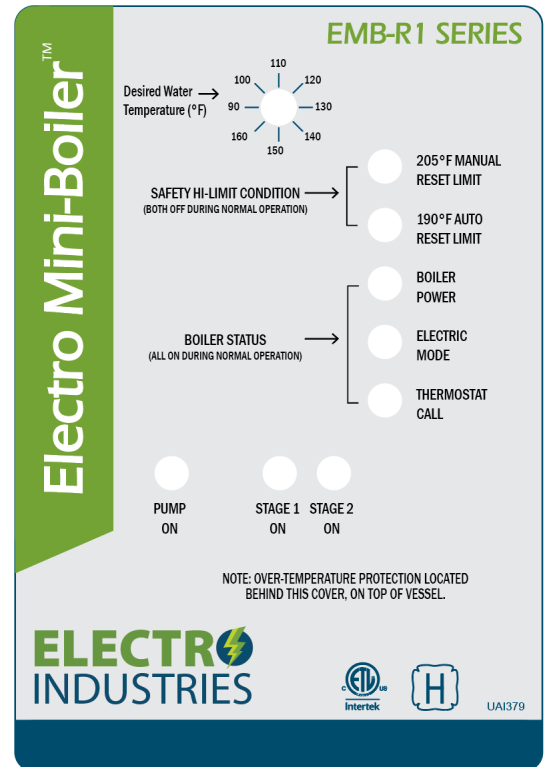 EMB-R1 SERIES
Electro Mini-Boiler™
Desired Water
Temperature (°F)
110
100
120
90
130
160
140
150
SAFETY HI-LIMIT CONDITION
(BOTH OFF DURING NORMAL OPERATION)
205°F MANUAL
RESET LIMIT
190°F AUTO
RESET LIMIT
BOILER STATUS
(ALL ON DURING NORMAL OPERATION)
BOILER
POWER
ELECTRIC
MODE
THERMOSTAT
CALL
PUMP
ON
STAGE 1
ON
STAGE 2
ON
NOTE: OVER-TEMPERATURE PROTECTION LOCATED
BEHIND THIS COVER, ON TOP OF VESSEL.
ELECTRO
INDUSTRIES
C ETL US
Intertek
H
UAI379